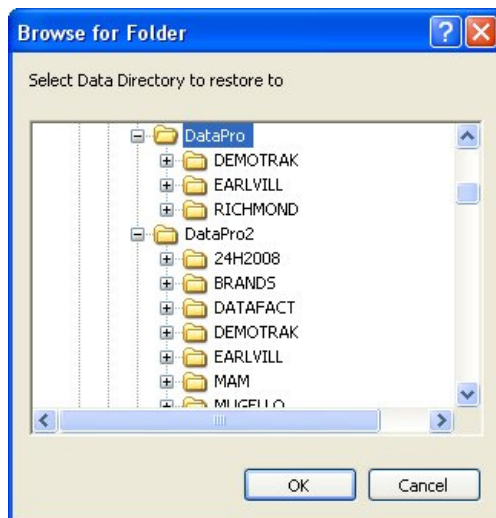 Browse for Folder
Select Data Directory to restore to
DataPro
DEMOTRAK
EARLVILL
RICHMOND
DataPro2
24H2008
BRANDS
DATAFACT
DEMOTRAK
EARLVILL
MAM
MUGELLO
OK Cancel